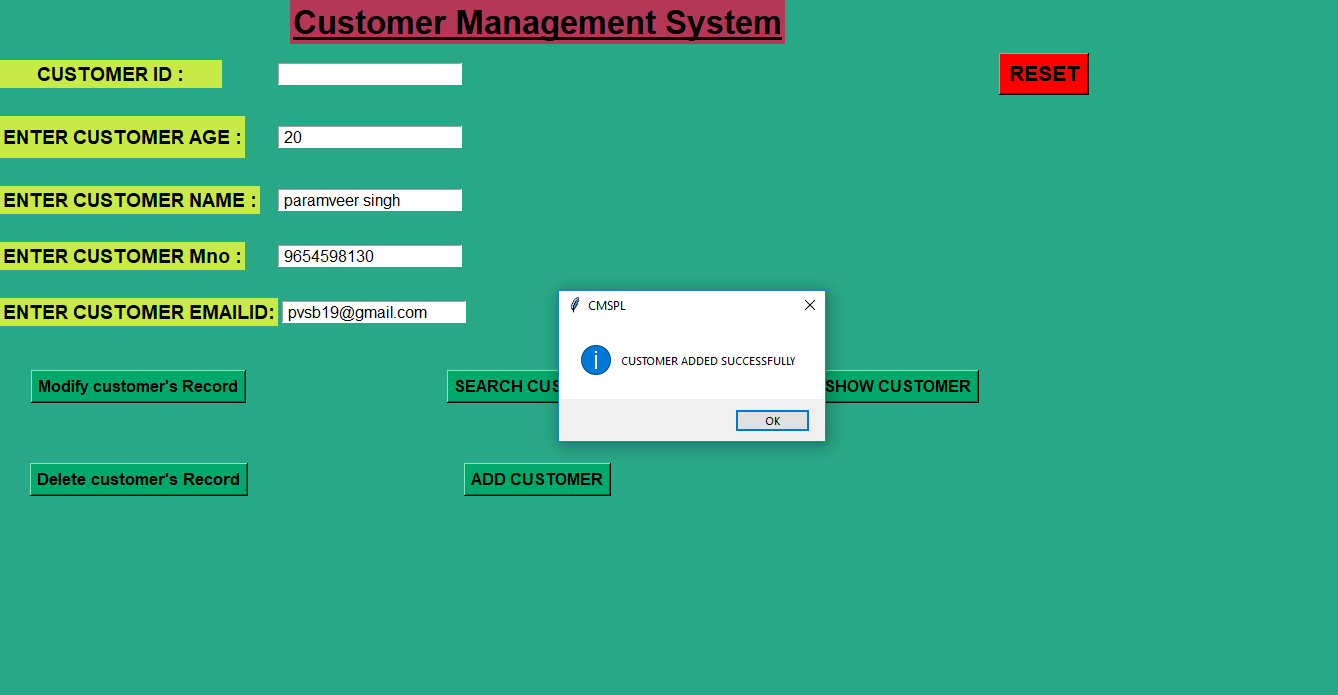 Customer Management System
CUSTOMER ID :
RESET
ENTER CUSTOMER AGE : 20
ENTER CUSTOMER NAME : paramveer singh
ENTER CUSTOMER Mno : 9654598130
ENTER CUSTOMER EMAILID: pvsb19@gmail.com
CMSPL
CUSTOMER ADDED SUCCESSFULLY
OK
Modify customer's Record
SEARCH
SHOW CUSTOMER
Delete customer's Record
ADD CUSTOMER